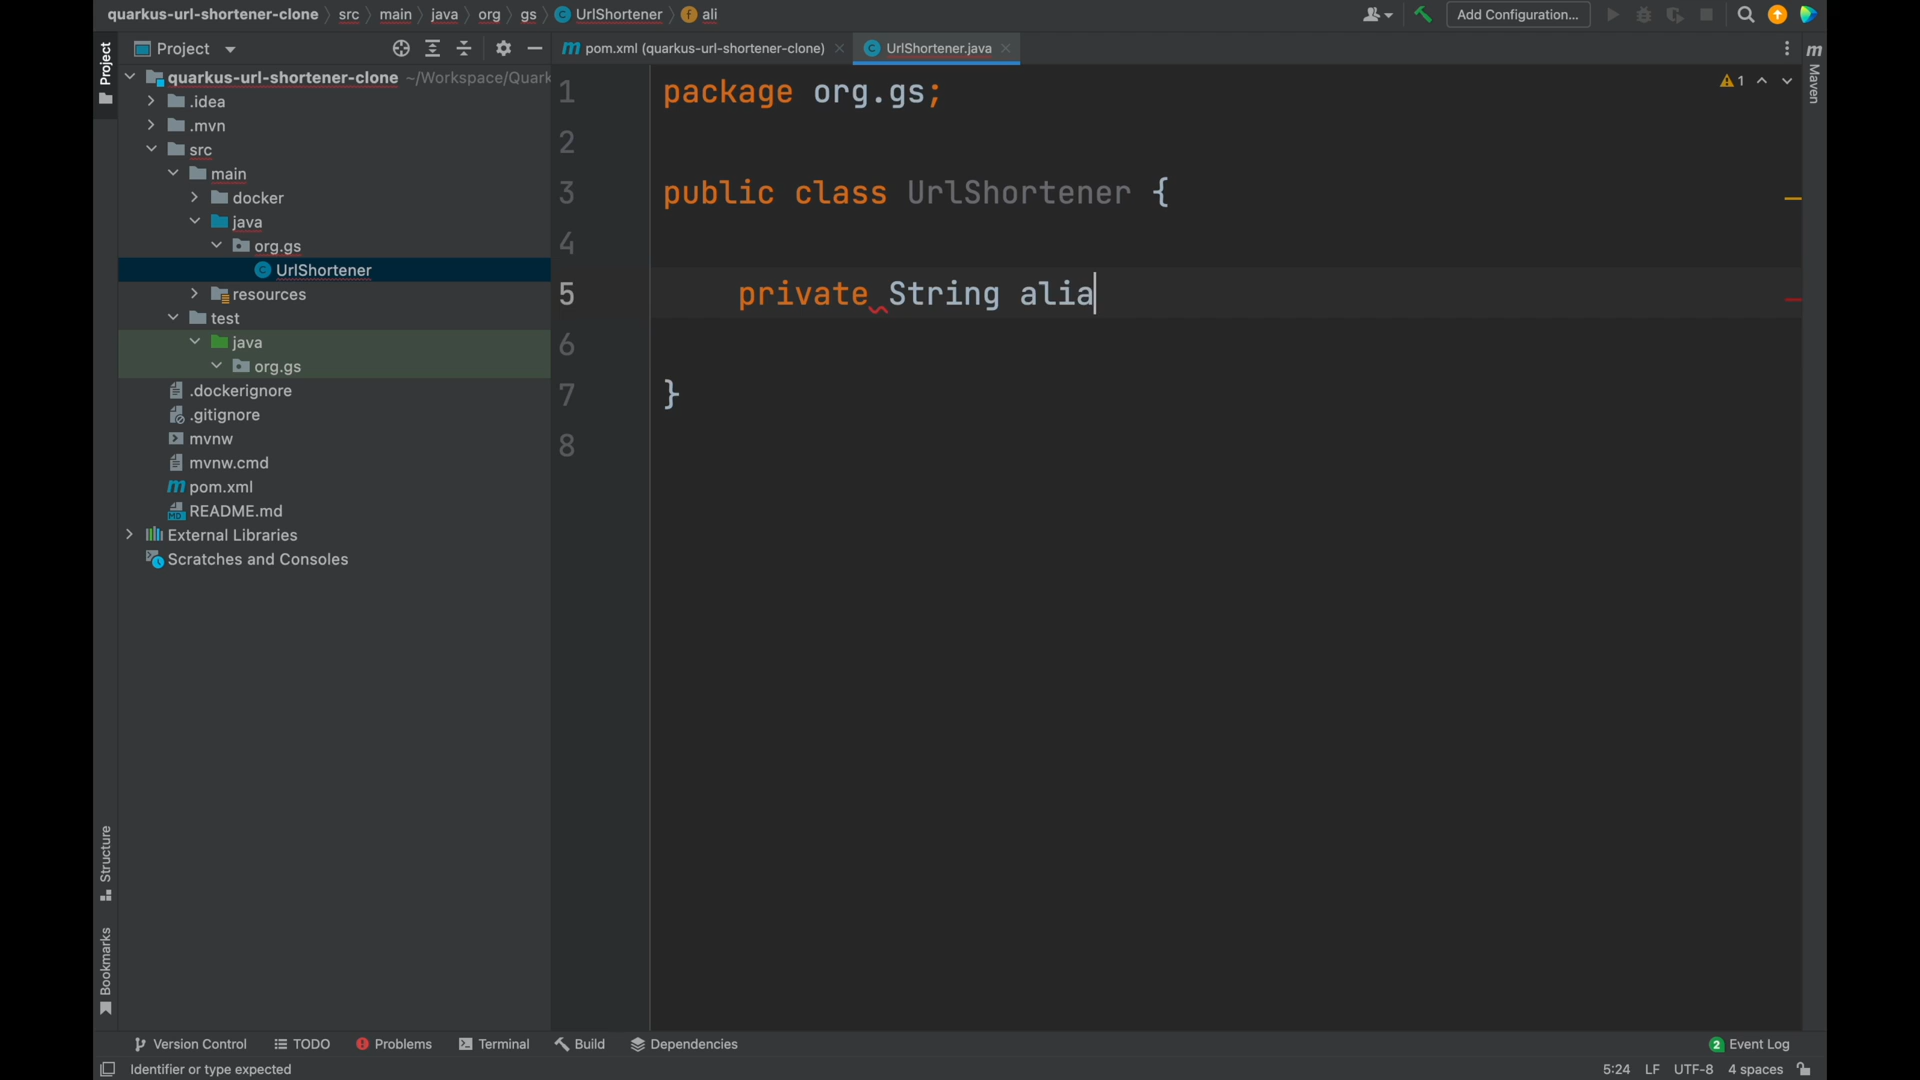 quarkus-url-shortener-clone src main java org gs UrlShortener ali
Add Configuration...
Project
pom.xml (quarkus-url-shortener-clone)
UrlShortener.java
Project
Maven
quarkus-url-shortener-clone ~/Workspace/Quark
.idea
.mvn
src
main
docker
java
org.gs
UrlShortener
resources
test
java
org.gs
.dockerignore
.gitignore
mvnw
mvnw.cmd
pom.xml
README.md
External Libraries
Scratches and Consoles
1 package org.gs;
2
3 public class UrlShortener {
4
5 private String alia
6
7 }
8
1
Structure
Bookmarks
Version Control TODO Problems Terminal Build Dependencies
2 Event Log
Identifier or type expected
5:24 LF UTF-8 4 spaces